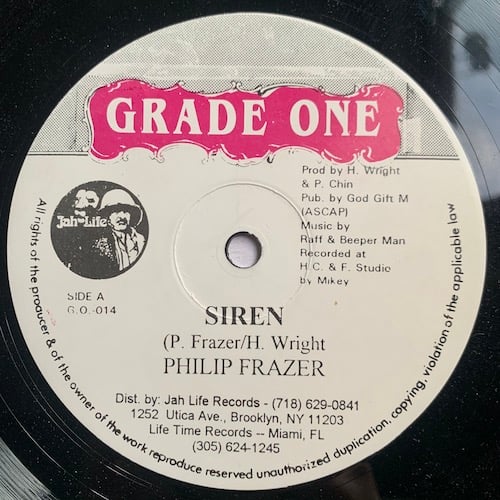 GRADE ONE
Jah Life
Prod by H. Wright
& P. Chin
Pub. by God Gift M
(ASCAP)
Music by
Raff & Beeper Man
Recorded at
H.C. & F. Studio
by Mikey
SIDE A
G.O.-014
SIREN
(P. Frazer/H. Wright
PHILIP FRAZER
Dist. by: Jah Life Records - (718) 629-0841
1252 Utica Ave., Brooklyn, NY 11203
Life Time Records -- Miami, FL
(305) 624-1245
All rights of the producer & of the owner of the work reproduce reserved unauthorized duplication, copying, violation of the applicable law